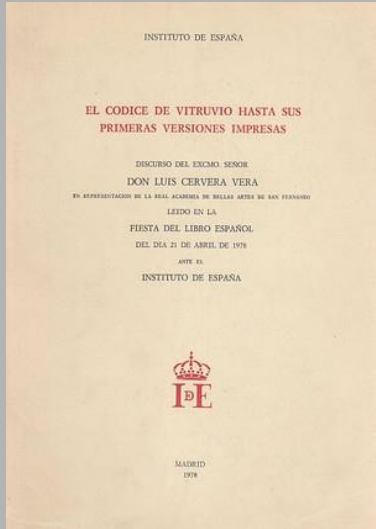 INSTITUTO DE ESPAÑA
EL CODICE DE VITRUVIO HASTA SUS
PRIMERAS VERSIONES IMPRESAS
DISCURSO DEL EXCMO. SEÑOR
DON LUIS CERVERA VERA
EN REPRESENTACION DE LA REAL ACADEMIA DE BELLAS ARTES DE SAN FERNANDO
LEIDO EN LA
FIESTA DEL LIBRO ESPAÑOL
DEL DIA 21 DE ABRIL DE 1978
ANTE EL
INSTITUTO DE ESPAÑA
IDE
MADRID
1978